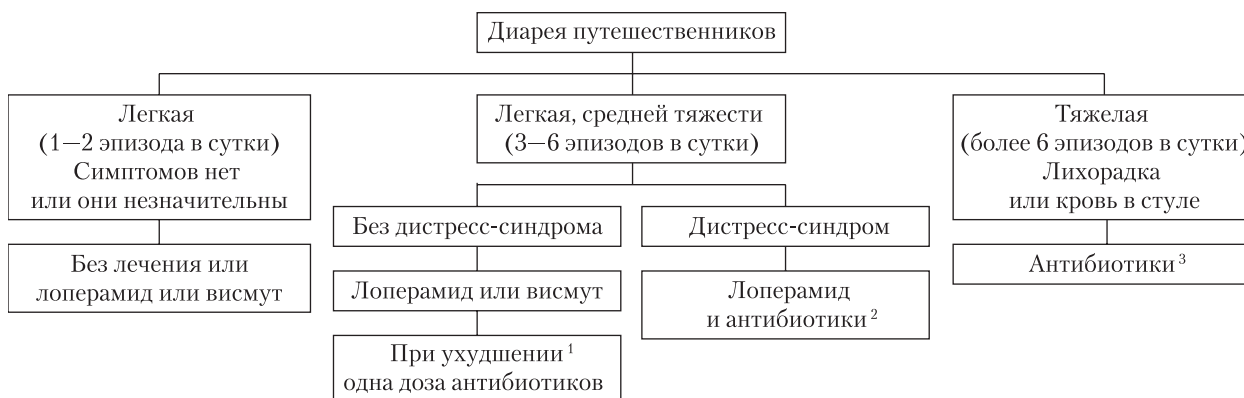 Диарея путешественников
Легкая
(1—2 эпизода в сутки)
Симптомов нет
или они незначительны
Без лечения или
лоперамид или висмут
Легкая, средней тяжести
(3—6 эпизодов в сутки)
Без дистресс-синдрома
Лоперамид или висмут
При ухудшении 1
одна доза антибиотиков
Дистресс-синдром
Лоперамид
и антибиотики 2
Тяжелая
(более 6 эпизодов в сутки)
Лихорадка
или кровь в стуле
Антибиотики 3